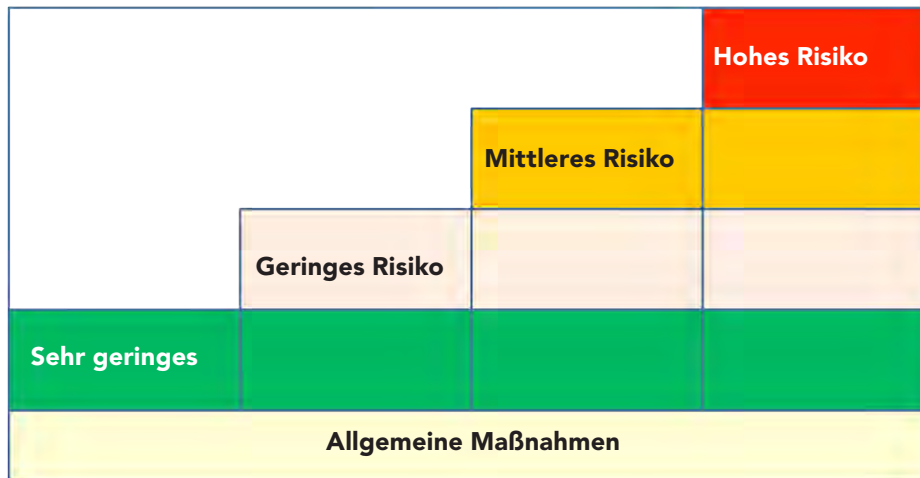 Hohes Risiko
Mittleres Risiko
Geringes Risiko
Sehr geringes
Allgemeine Maßnahmen